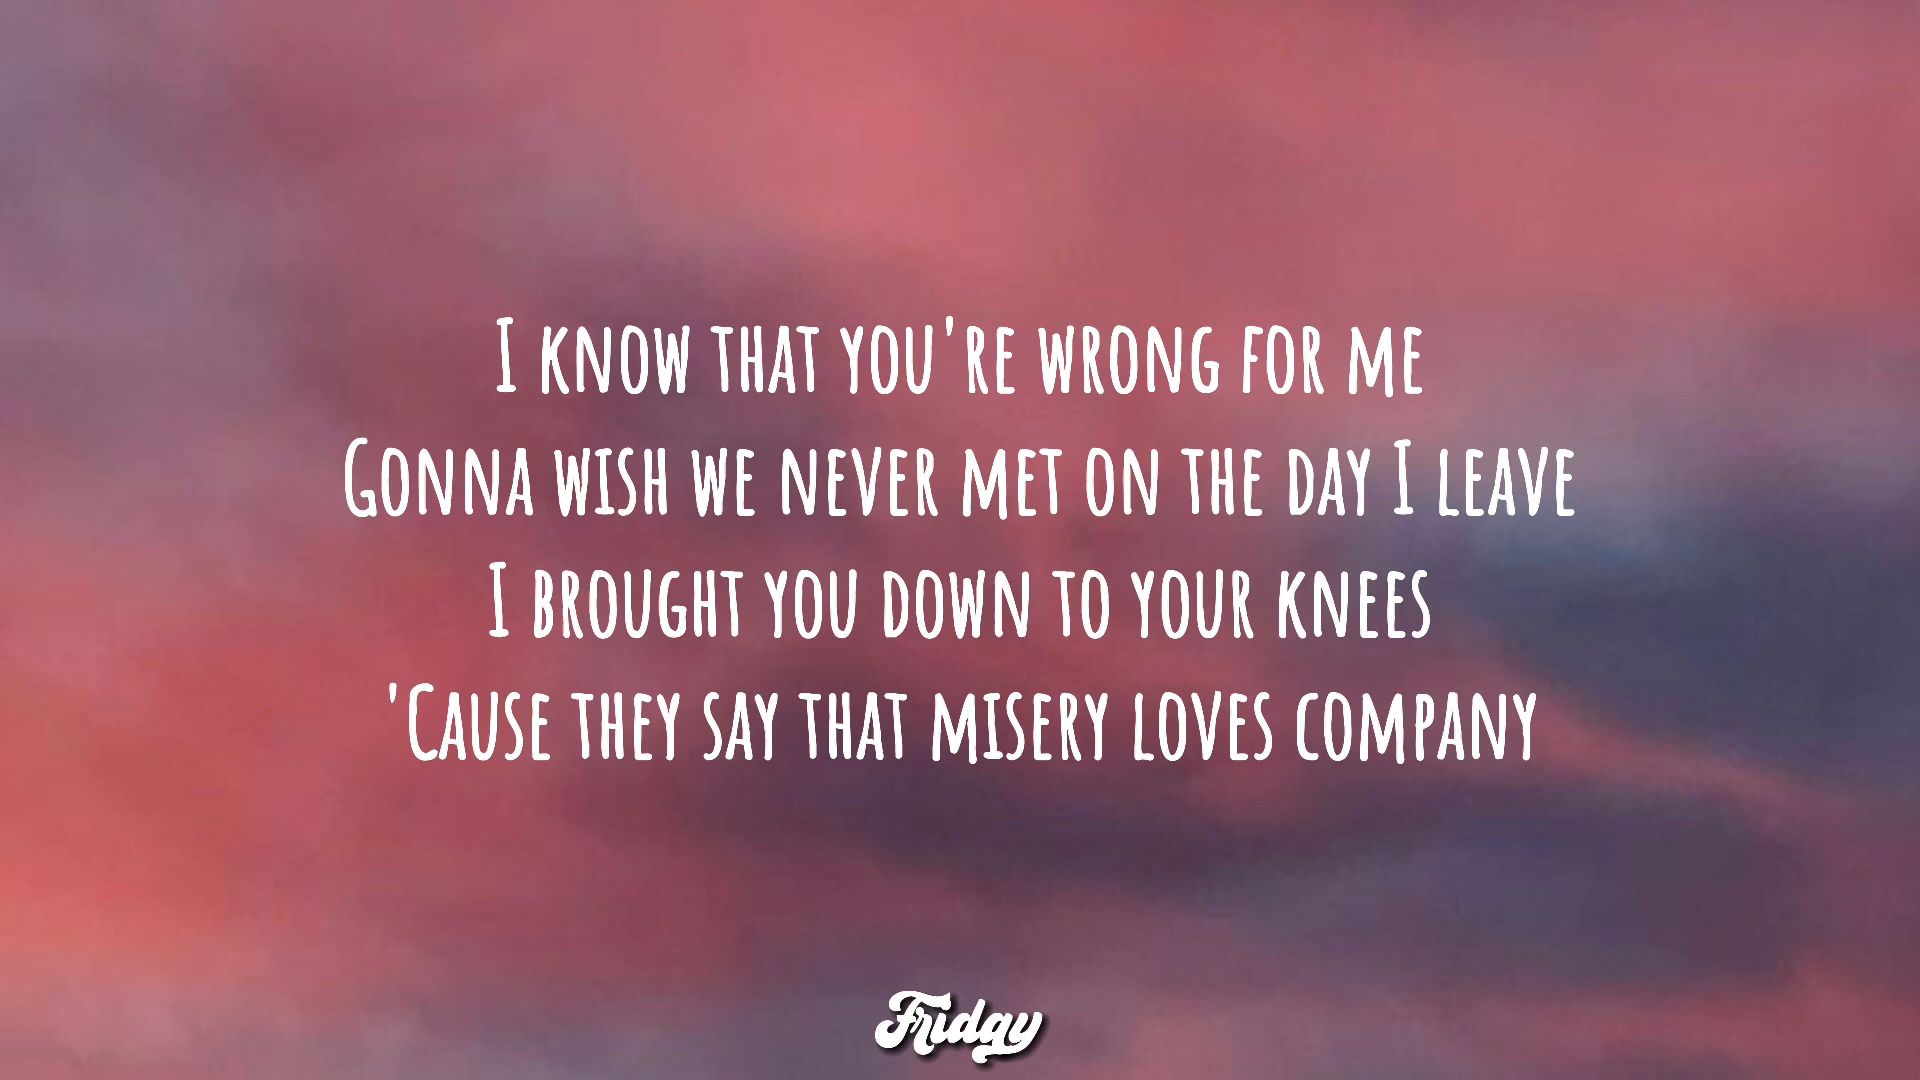 I know that you're wrong for me
Gonna wish we never met on the day I leave
I brought you down to your knees
'Cause they say that misery loves company
Friday